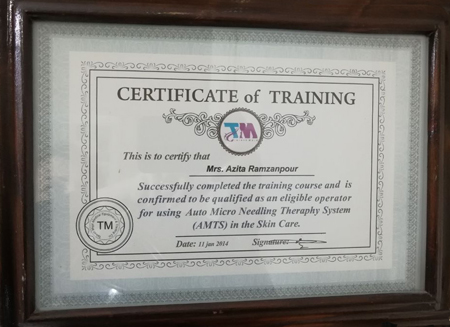 CERTIFICATE of TRAINING
TM
This is to certify that
Mrs. Azita Ramzanpour
Successfully completed the training course and is
confirmed to be qualified as an eligible operator
for using Auto Micro Needling Theraphy System
(AMTS) in the Skin Care.
TM
Date: 11 jan 2014 Signature: